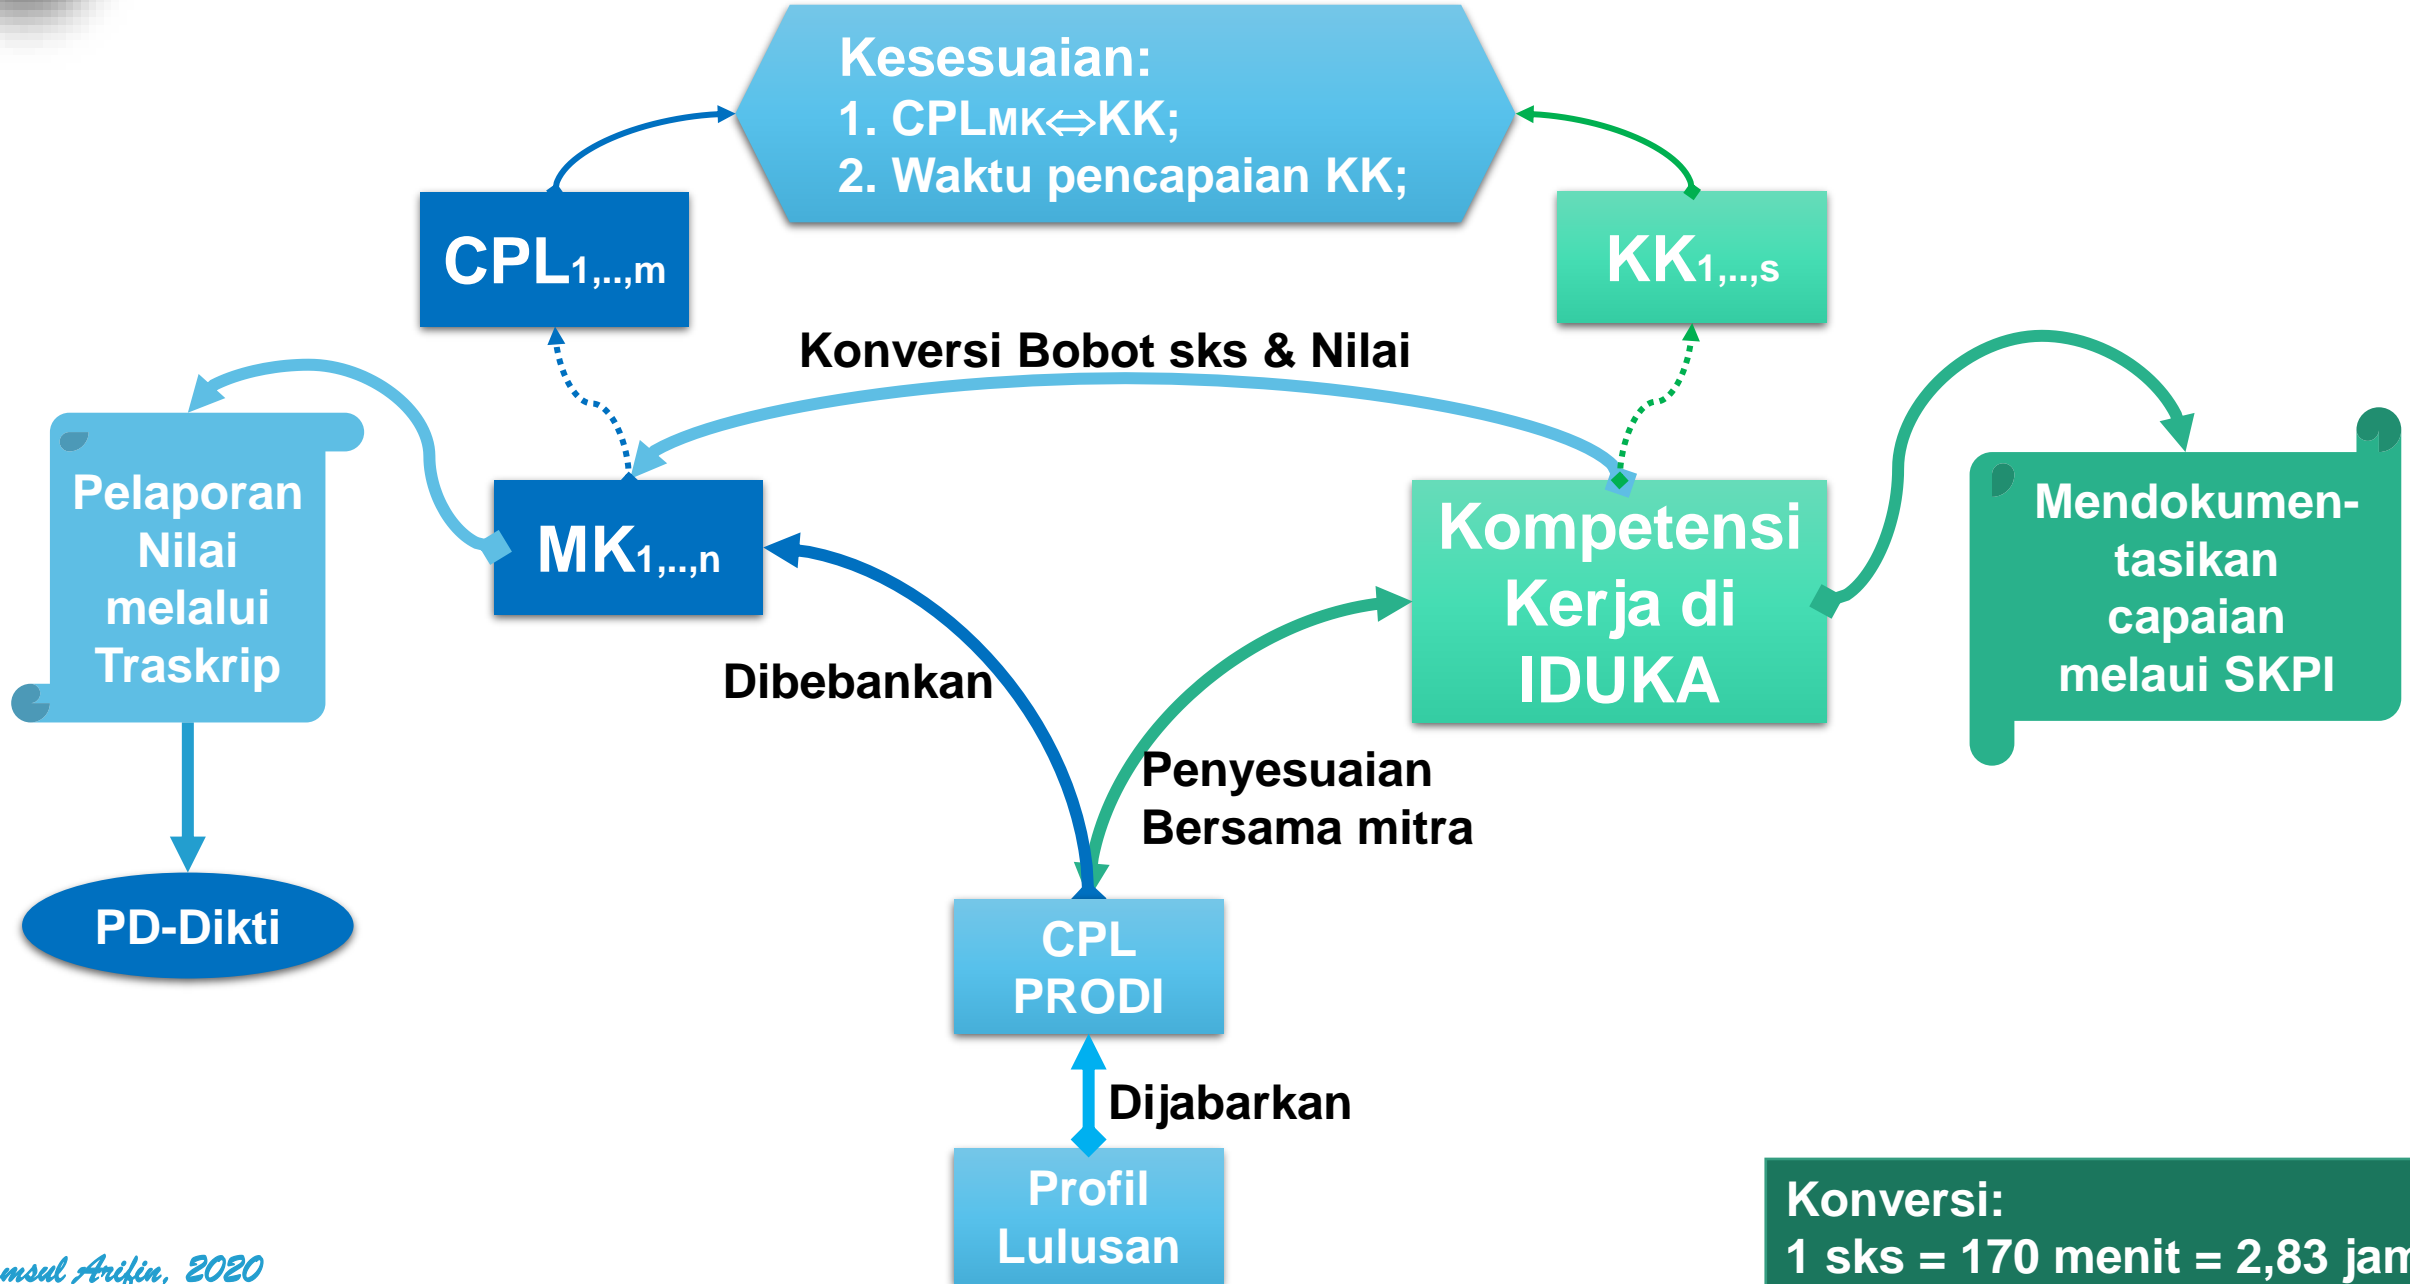 Kesesuaian:
1. CPLMK⇔KK;
2. Waktu pencapaian KK;
CPL1,..,m
KK1,..,s
Konversi Bobot sks & Nilai
Pelaporan
Nilai
melalui
Traskrip
MK1,..,n
Kompetensi
Kerja di
IDUKA
Mendokumen-
tasikan
capaian
melaui SKPI
Dibebankan
Penyesuaian
Bersama mitra
PD-Dikti
CPL
PRODI
Dijabarkan
Profil
Lulusan
Konversi:
1 sks = 170 menit = 2,83 jam
msul Arifin, 2020